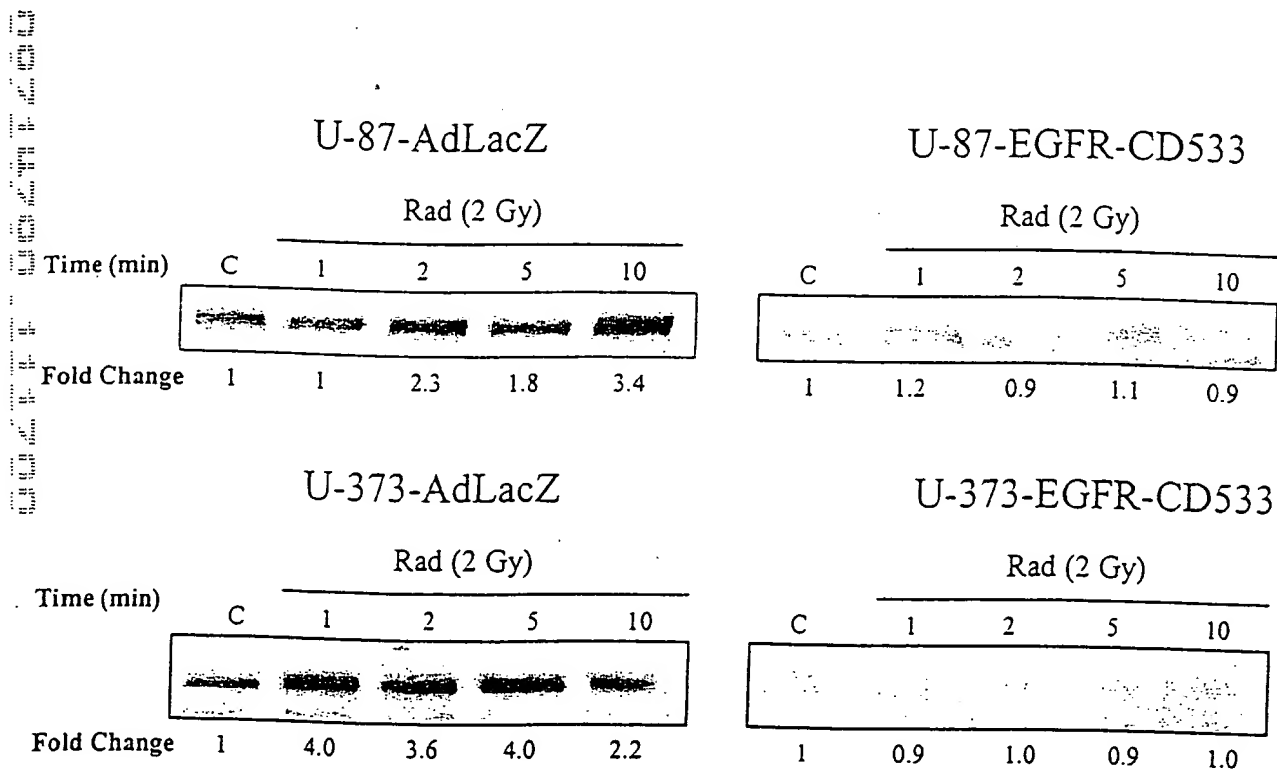 U-87-AdLacZ
Rad (2 Gy)
Time (min) C 1 2 5 10
Fold Change 1 1 2.3 1.8 3.4
U-87-EGFR-CD533
Rad (2 Gy)
C 1 2 5 10
1 1.2 0.9 1.1 0.9
U-373-AdLacZ
Rad (2 Gy)
Time (min) C 1 2 5 10
Fold Change 1 4.0 3.6 4.0 2.2
U-373-EGFR-CD533
Rad (2 Gy)
C 1 2 5 10
1 0.9 1.0 0.9 1.0